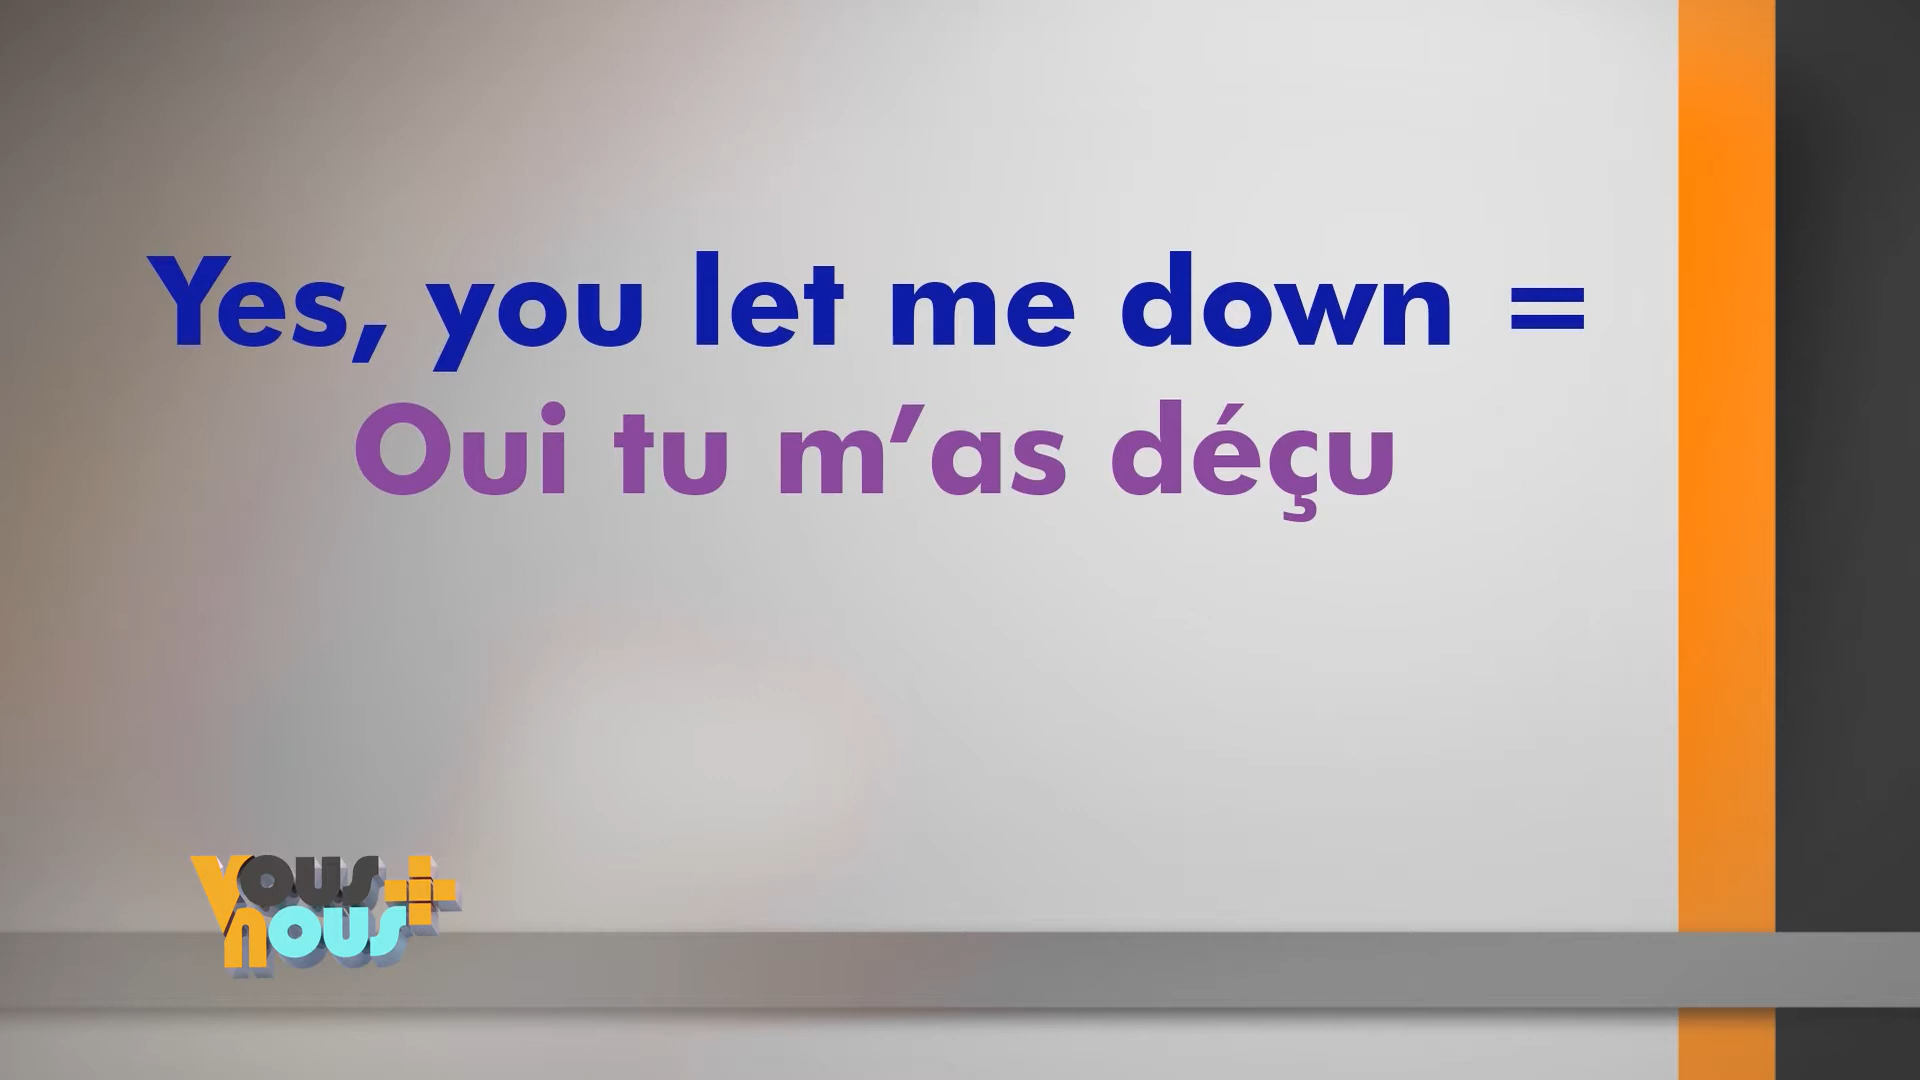 Yes, you let me down =
Oui tu m’as déçu
vous
nous+